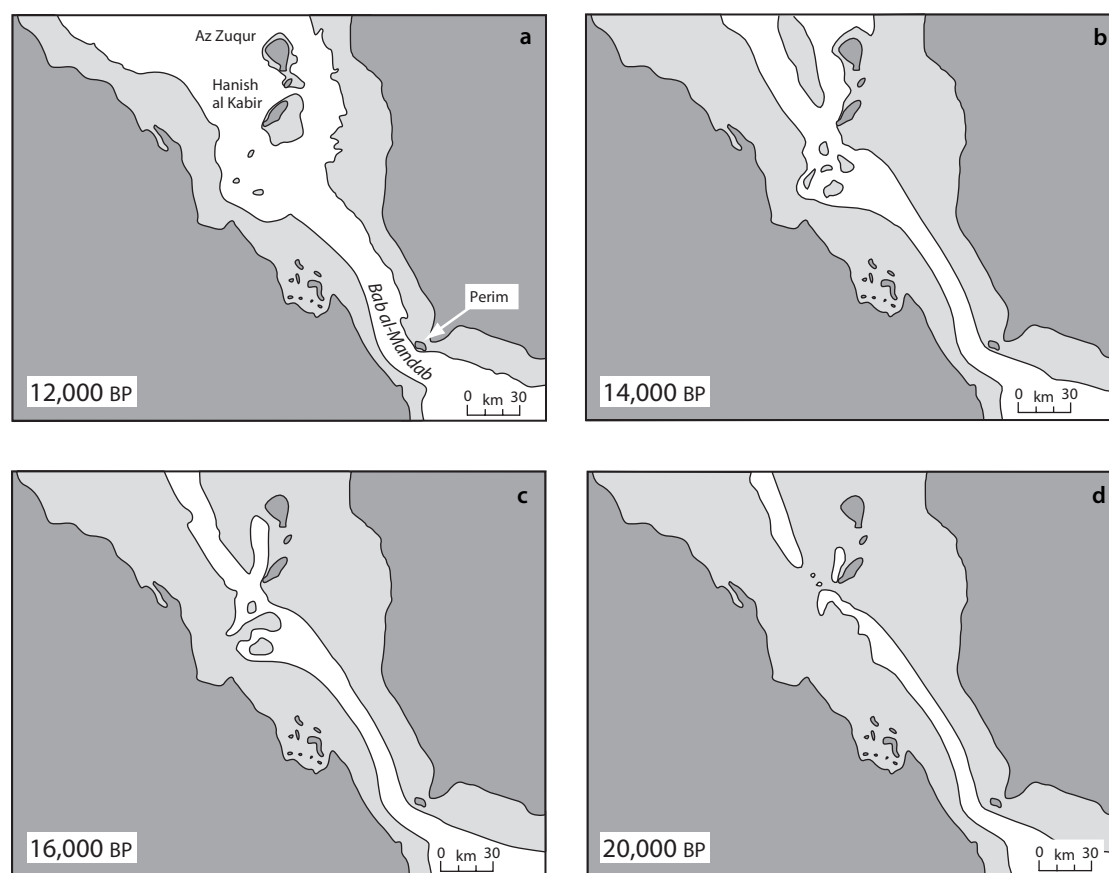 a
Az Zuqur
Hanish
al Kabir
Perim
Bab al-Mandab
12,000 BP
0 km 30
b
14,000 BP
0 km 30
c
16,000 BP
0 km 30
d
20,000 BP
0 km 30